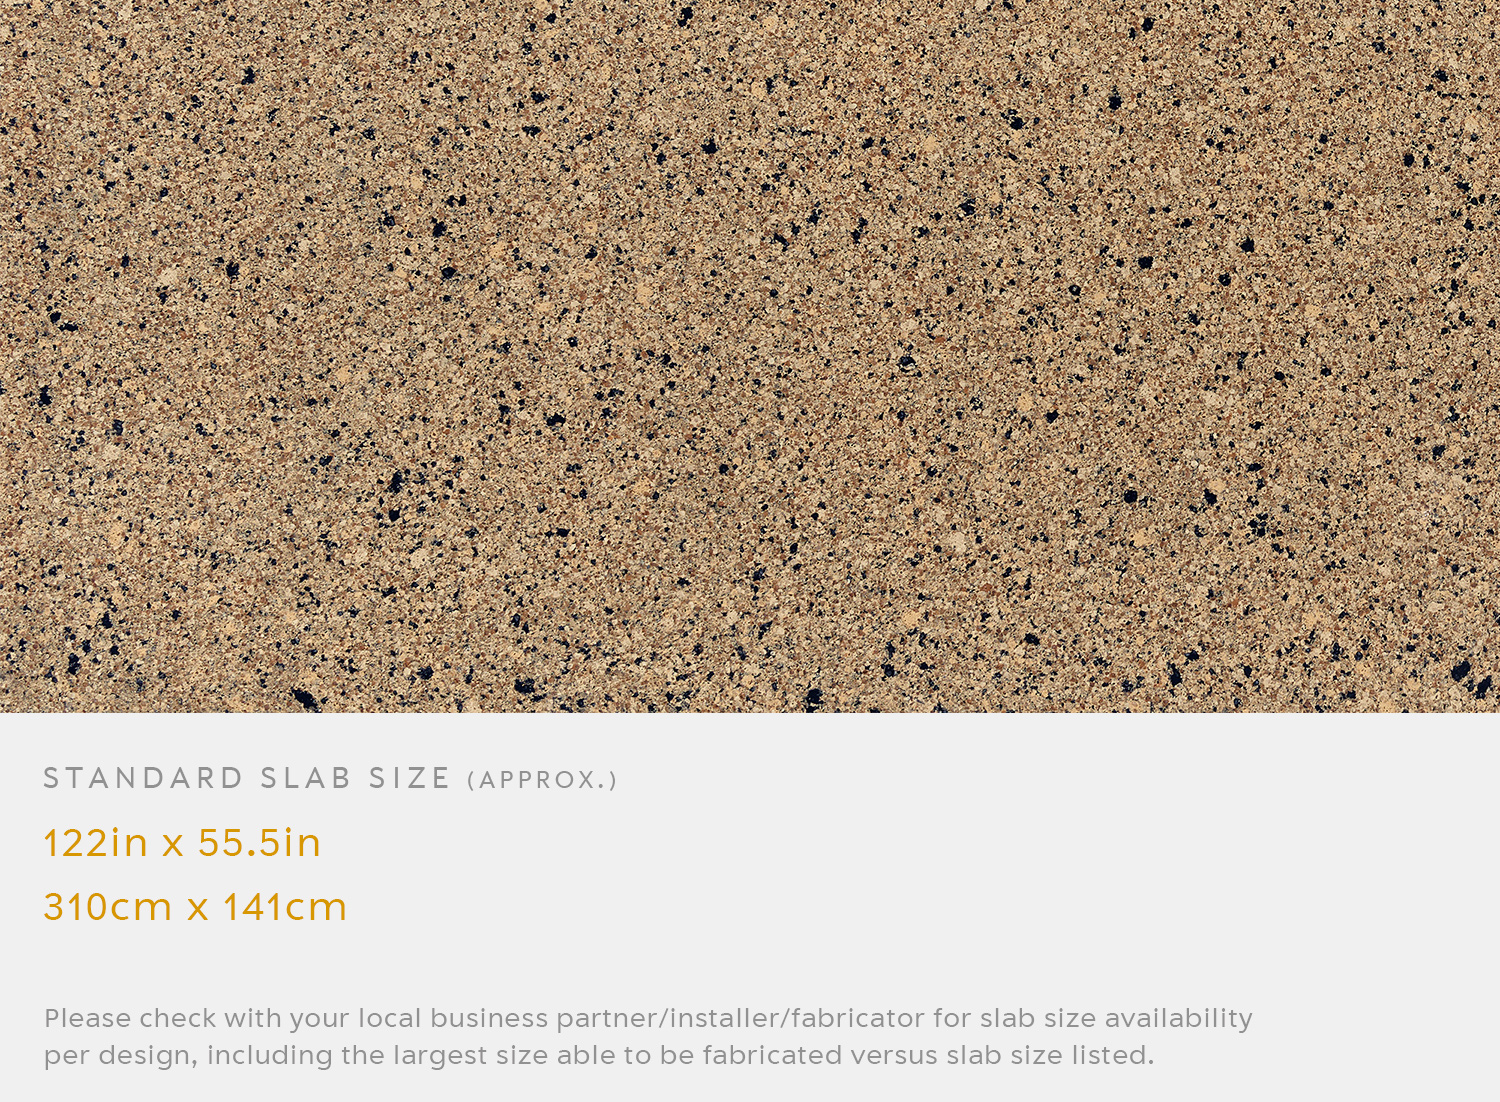 STANDARD SLAB SIZE (APPROX.)
122in x 55.5in
310cm x 141cm
Please check with your local business partner/installer/fabricator for slab size availability
per design, including the largest size able to be fabricated versus slab size listed.